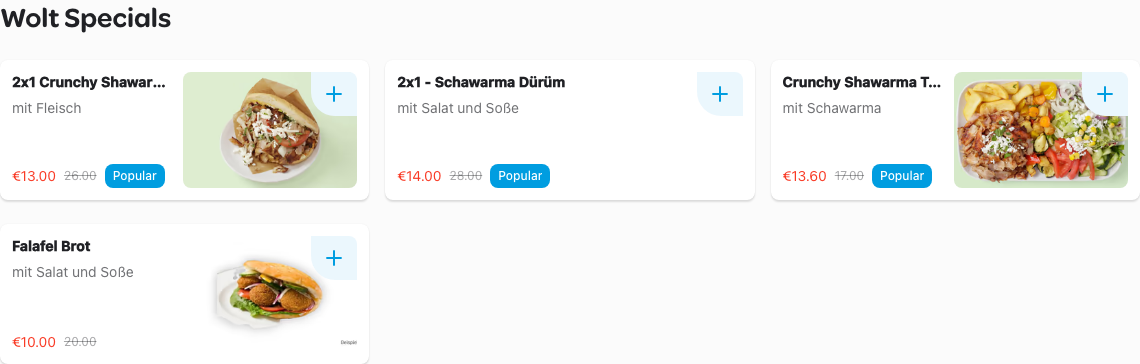 Wolt Specials
2x1 Crunchy Shawar...
mit Fleisch
€13.00 26.00 Popular
2x1 - Schawarma Dürüm
mit Salat und Soße
€14.00 28.00 Popular
Crunchy Shawarma T...
mit Schawarma
€13.60 17.00 Popular
Falafel Brot
mit Salat und Soße
€10.00 20.00